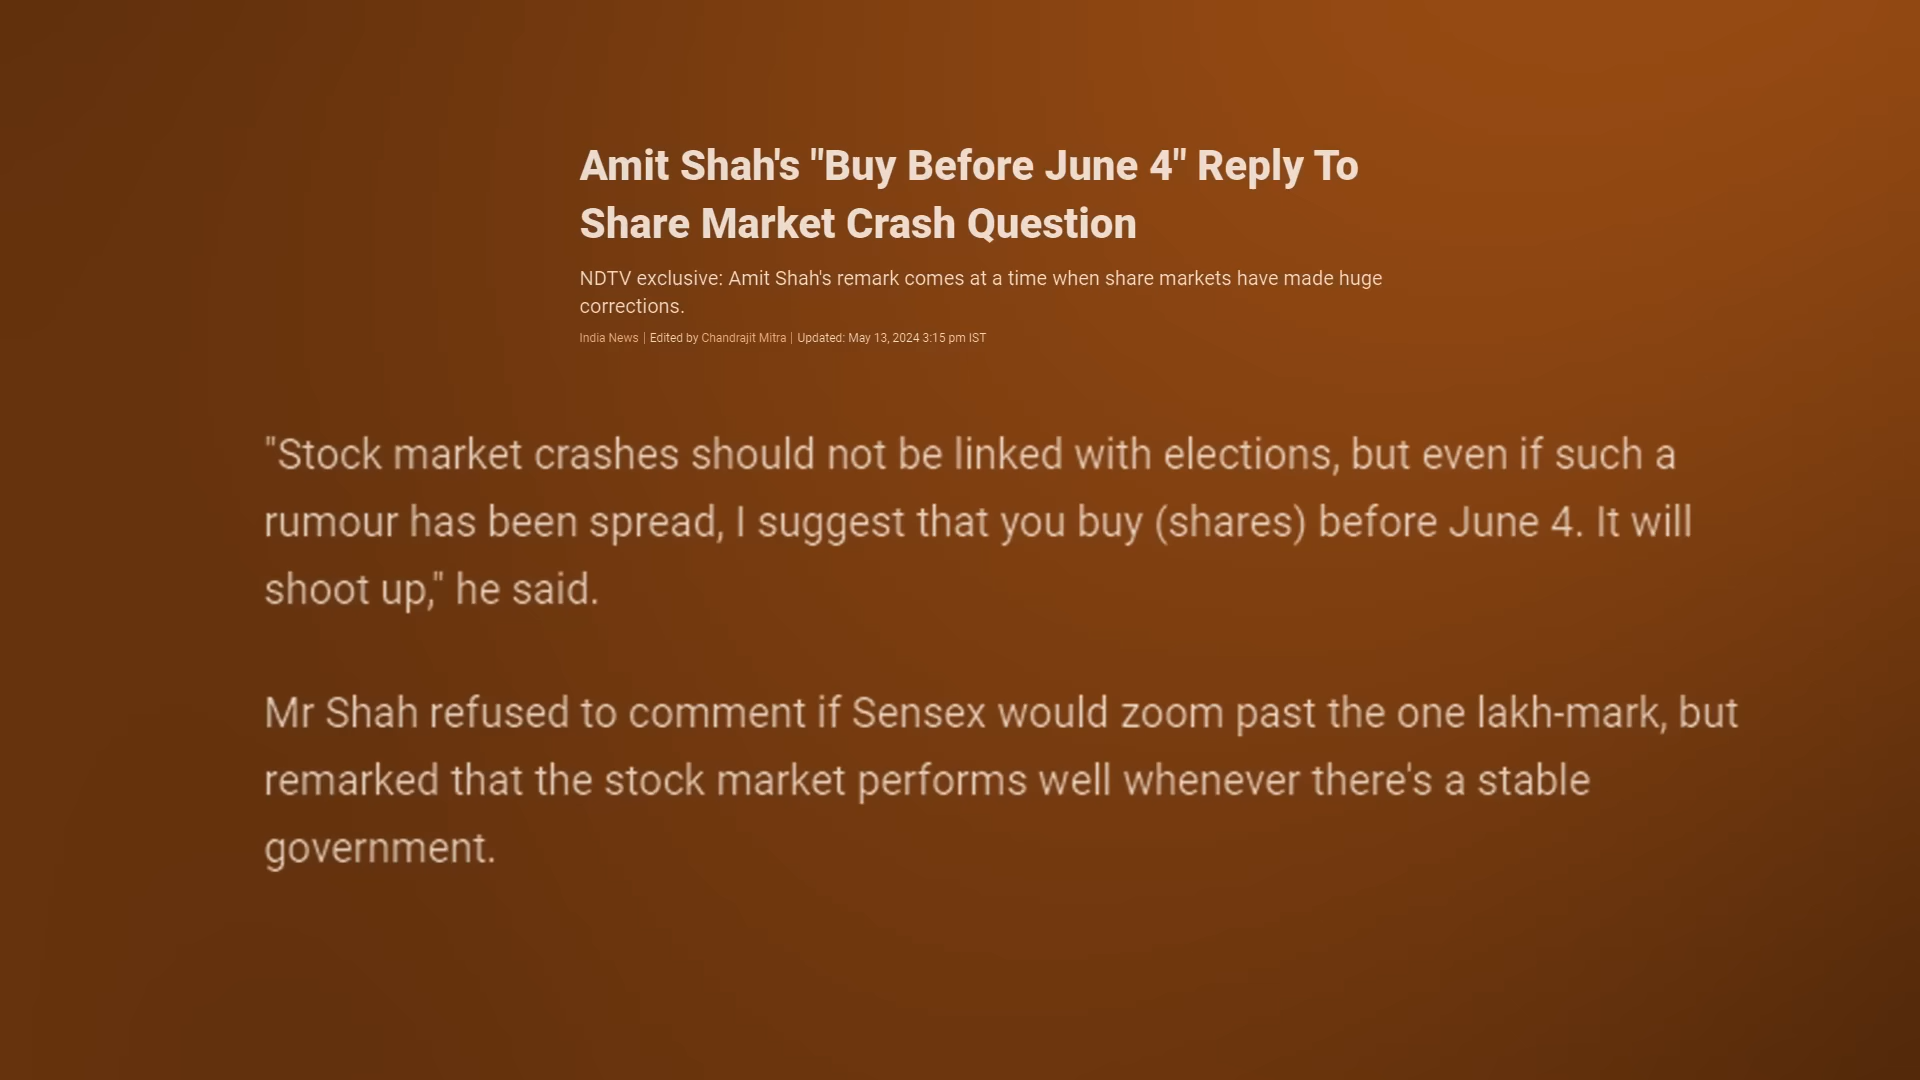 Amit Shah's "Buy Before June 4" Reply To
Share Market Crash Question
NDTV exclusive: Amit Shah's remark comes at a time when share markets have made huge
corrections.
India News | Edited by Chandrajit Mitra | Updated: May 13, 2024 3:15 pm IST
"Stock market crashes should not be linked with elections, but even if such a
rumour has been spread, I suggest that you buy (shares) before June 4. It will
shoot up," he said.
Mr Shah refused to comment if Sensex would zoom past the one lakh-mark, but
remarked that the stock market performs well whenever there's a stable
government.